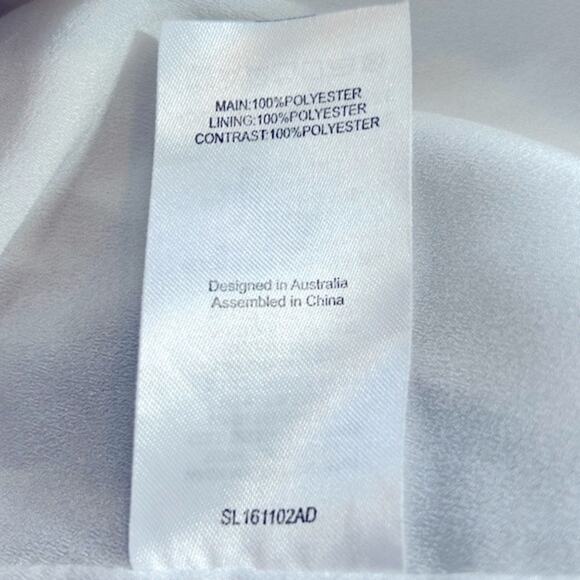 MAIN:100%POLYESTER
LINING:100%POLYESTER
CONTRAST:100%POLYESTER
Designed in Australia
Assembled in China
SL161102AD